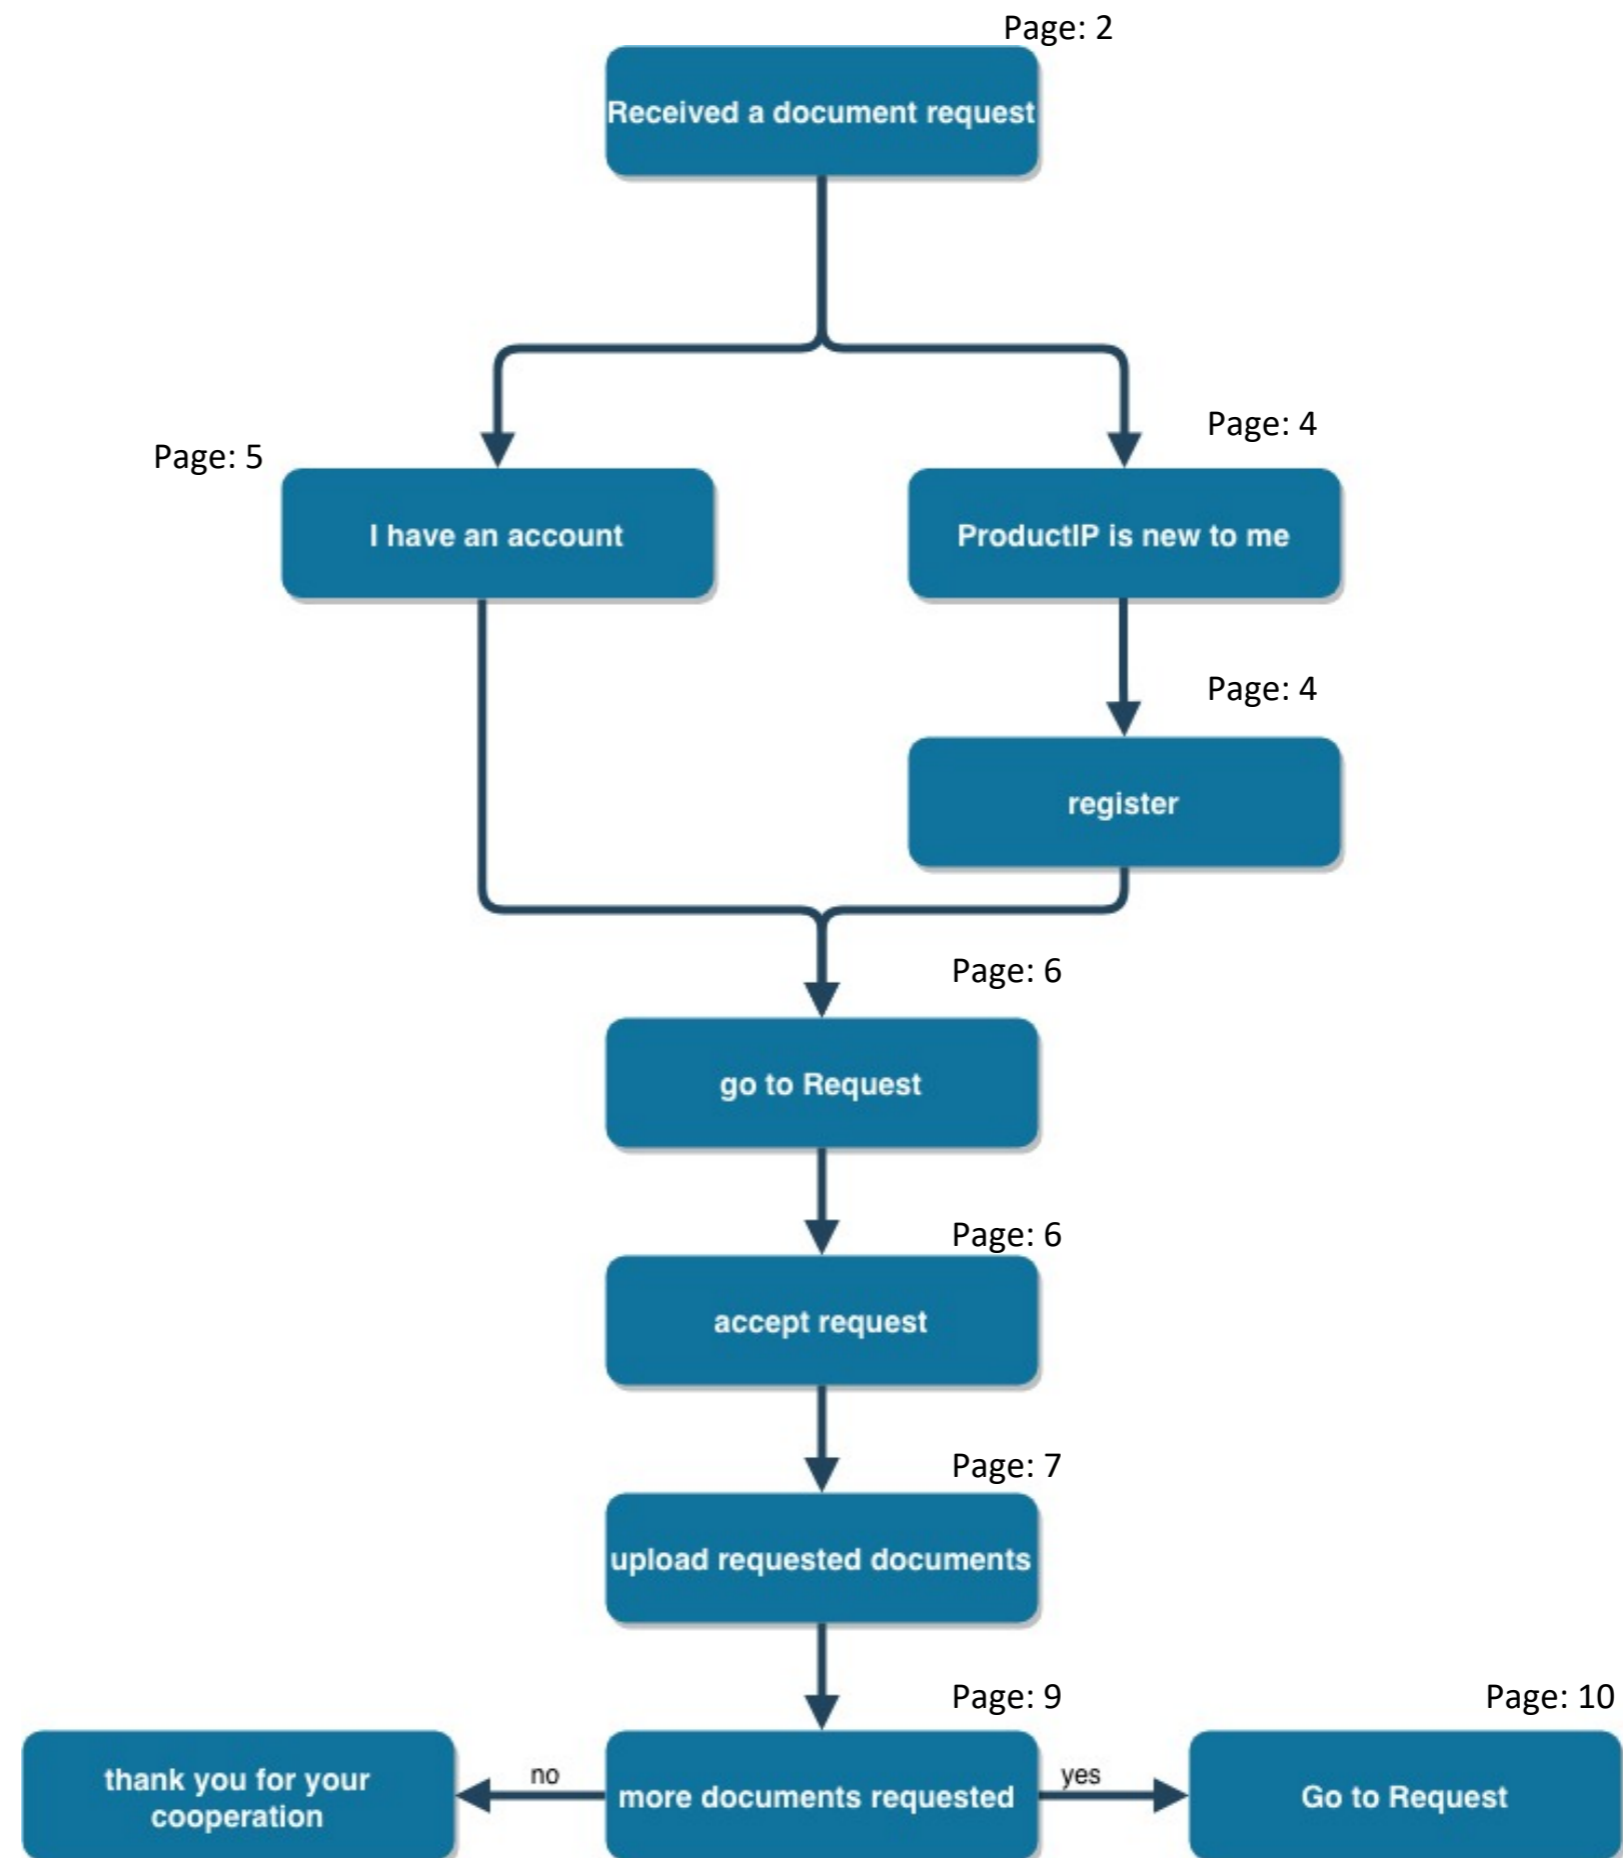 Page: 2
Received a document request
Page: 4
Page: 5
I have an account
ProductIP is new to me
Page: 4
register
Page: 6
go to Request
Page: 6
accept request
Page: 7
upload requested documents
Page: 9
Page: 10
thank you for your
cooperation
no
more documents requested
yes
Go to Request